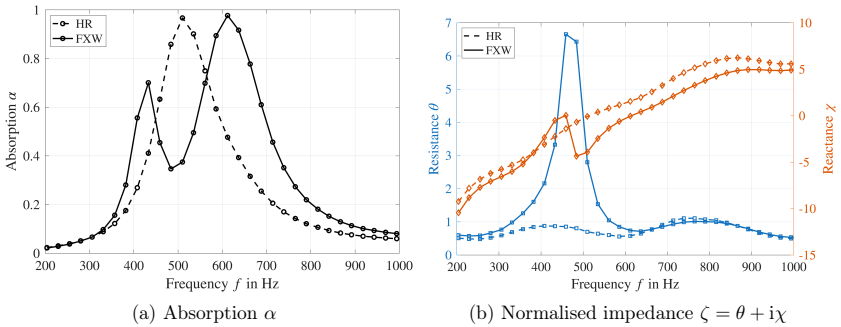 HR
FXW
1
0.8
0.6
0.4
0.2
0
Absorption α
200 300 400 500 600 700 800 900 1000
Frequency f in Hz
(a) Absorption α
HR
FXW
7
6
5
4
3
2
1
0
Resistance θ
10
5
0
-5
-10
-15
Reactance χ
200 300 400 500 600 700 800 900 1000
Frequency f in Hz
(b) Normalised impedance ζ = θ + iχ